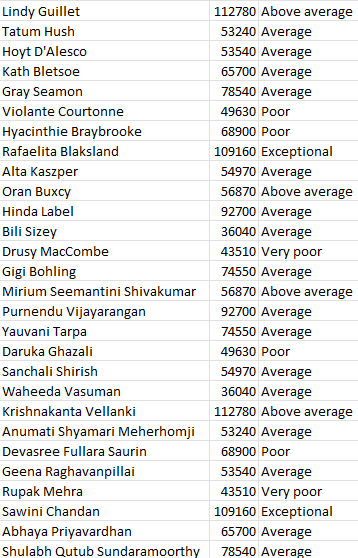 Lindy Guillet 112780 Above average
Tatum Hush 53240 Average
Hoyt D'Alesco 53540 Average
Kath Bletsoe 65700 Average
Gray Seamon 78540 Average
Violante Courtonne 49630 Poor
Hyacinthie Braybrooke 68900 Poor
Rafaelita Blaksland 109160 Exceptional
Alta Kaszper 54970 Average
Oran Buxcy 56870 Above average
Hinda Label 92700 Average
Bili Sizey 36040 Average
Drusy MacCombe 43510 Very poor
Gigi Bohling 74550 Average
Mirium Seemantini Shivakumar 56870 Above average
Purnendu Vijayarangan 92700 Average
Yauvani Tarpa 74550 Average
Daruka Ghazali 49630 Poor
Sanchali Shirish 54970 Average
Waheeda Vasuman 36040 Average
Krishnakanta Vellanki 112780 Above average
Anumati Shyamari Meherhomji 53240 Average
Devasree Fullara Saurin 68900 Poor
Geena Raghavanpillai 53540 Average
Rupak Mehra 43510 Very poor
Sawini Chandan 109160 Exceptional
Abhaya Priyavardhan 65700 Average
Shulabh Qutub Sundaramoorthy 78540 Average